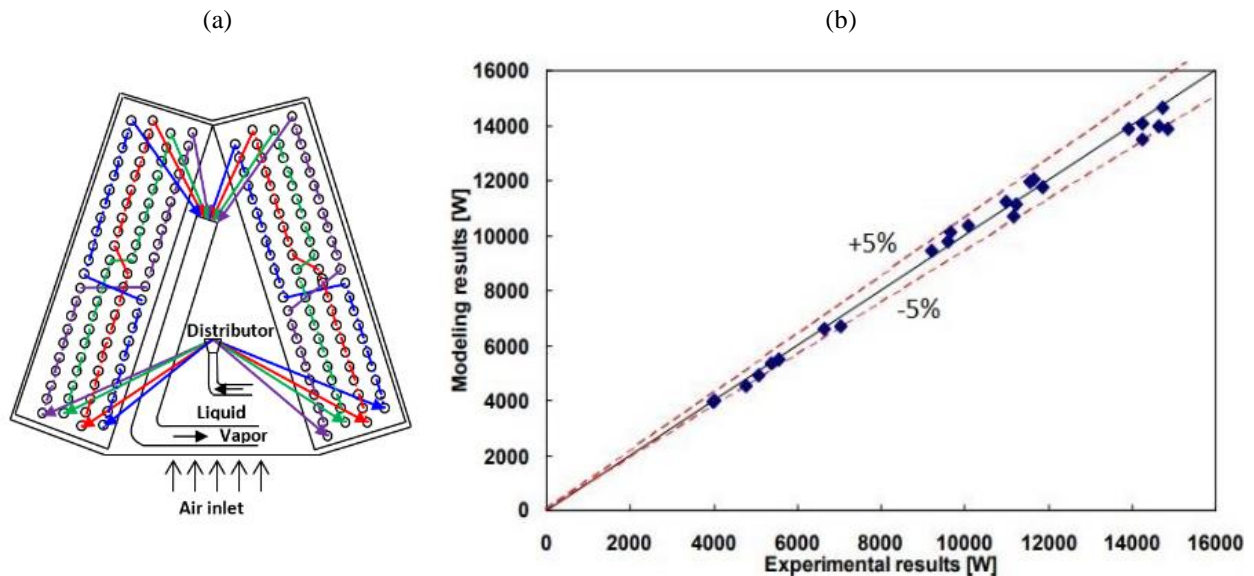 (a)
(b)
Distributor
Liquid
Vapor
Air inlet
Modeling results [W]
16000
14000
12000
10000
8000
6000
4000
2000
0
+5%
-5%
0 2000 4000 6000 8000 10000 12000 14000 16000
Experimental results [W]